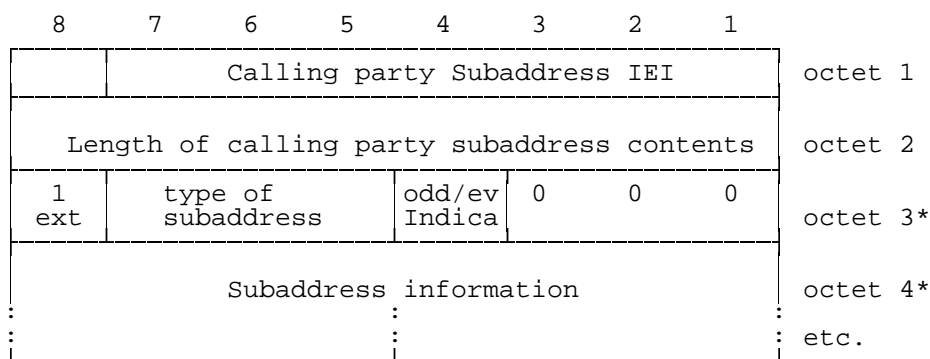 8 7 6 5 4 3 2 1
Calling party Subaddress IEI octet 1
Length of calling party subaddress contents octet 2
1 type of odd/ev 0 0 0
ext subaddress Indica octet 3*
Subaddress information octet 4*
: : :
: : : etc.